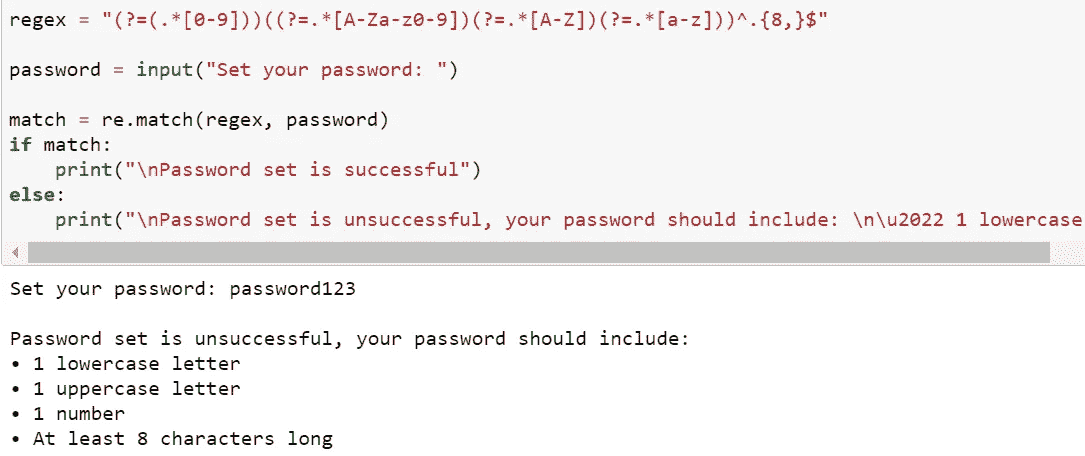 regex = "(?=(.*[0-9]))((?=.*[A-Za-z0-9])(?=.*[A-Z])(?=.*[a-z]))^.{8,}$"
password = input("Set your password: ")
match = re.match(regex, password)
if match:
    print("\nPassword set is successful")
else:
    print("\nPassword set is unsuccessful, your password should include: \n\u2022 1 lowercase
Set your password: password123
Password set is unsuccessful, your password should include:
• 1 lowercase letter
• 1 uppercase letter
• 1 number
• At least 8 characters long